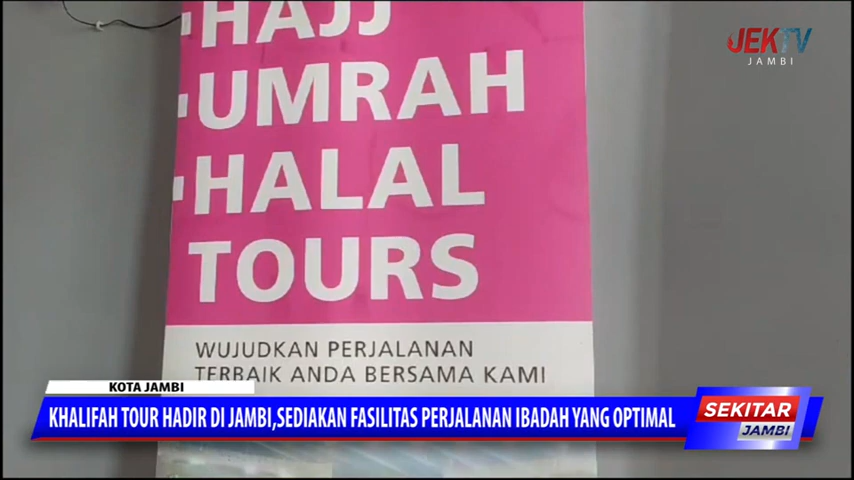 JEKTV
JAMBI
·HAJJ
·UMRAH
·HALAL
TOURS
WUJUDKAN PERJALANAN
TERBAIK ANDA BERSAMA KAMI
KOTA JAMBI
KHALIFAH TOUR HADIR DI JAMBI,SEDIAKAN FASILITAS PERJALANAN IBADAH YANG OPTIMAL
SEKITAR
JAMBI